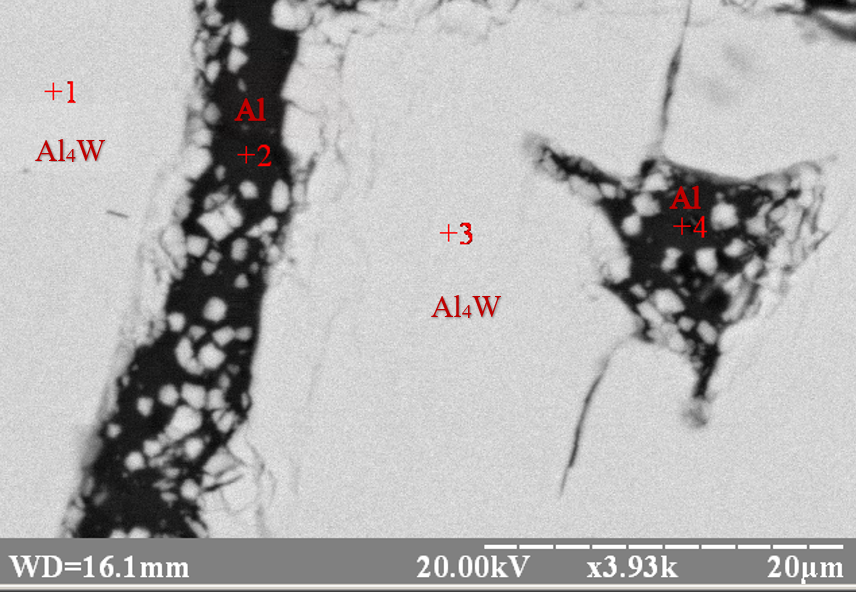 +1
Al₄W
Al
+2
+3
Al₄W
Al
+4
WD=16.1mm 20.00kV x3.93k 20μm